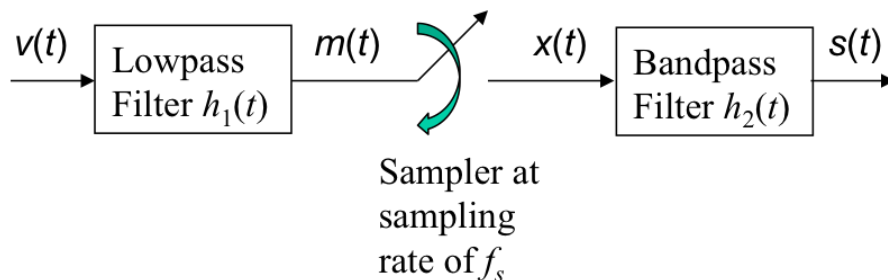 v(t)
Lowpass
Filter h₁(t)
m(t)
x(t)
Bandpass
Filter h₂(t)
s(t)
Sampler at
sampling
rate of fₛ